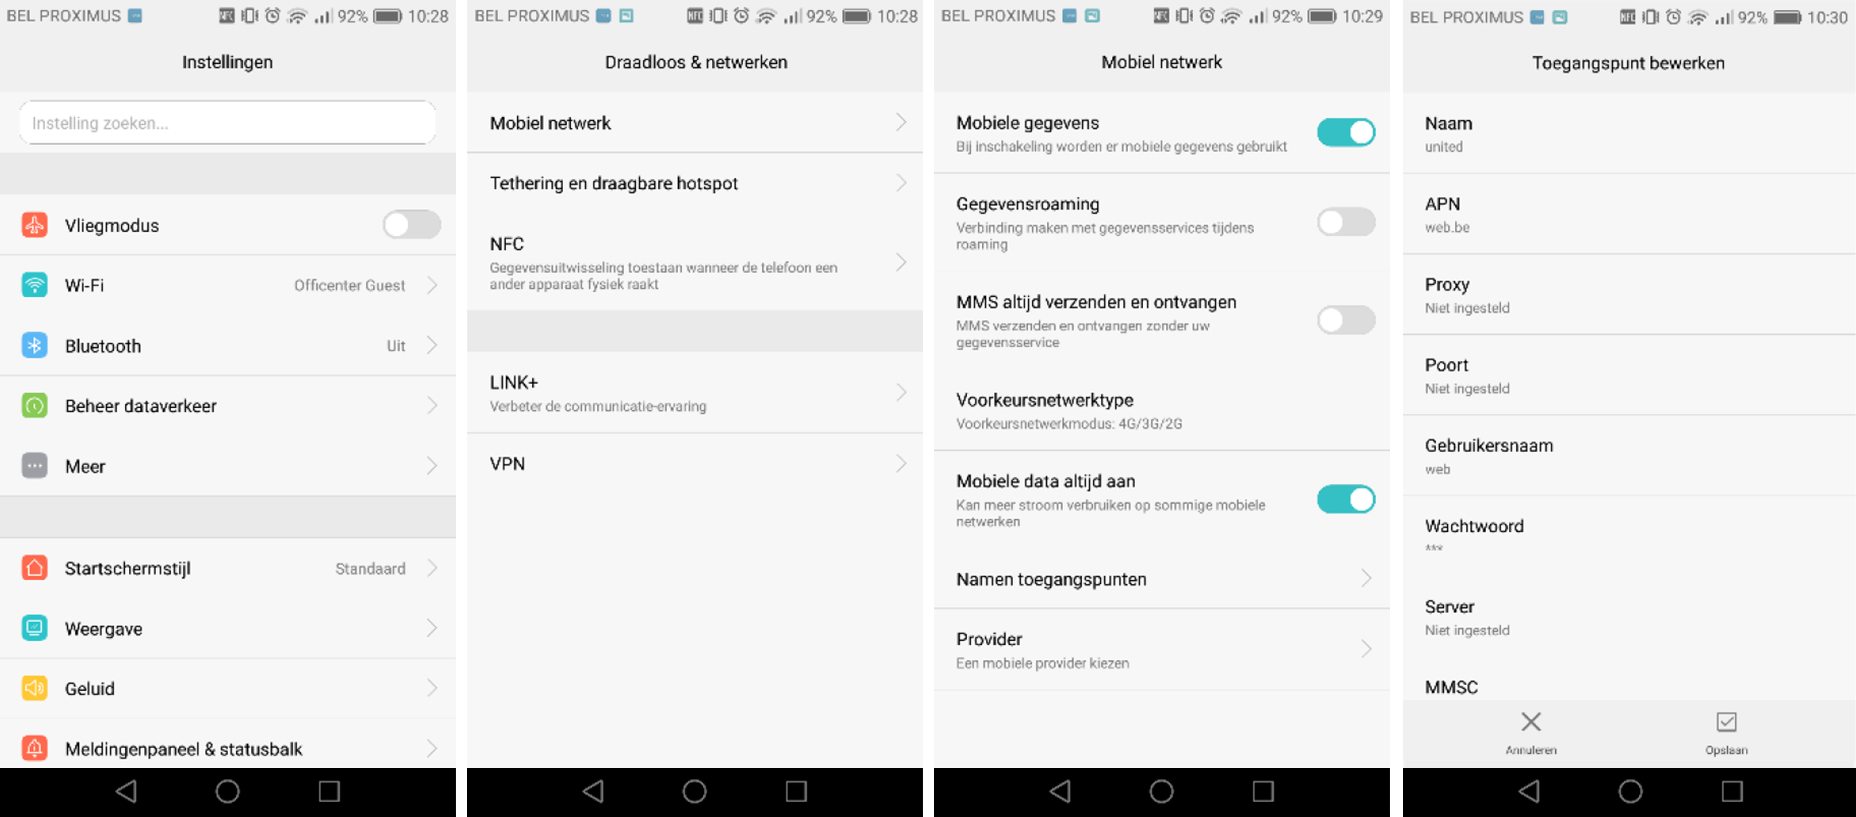 BEL PROXIMUS 92% 10:28
Instellingen
Instelling zoeken...
Vliegmodus
Wi-Fi Officenter Guest
Bluetooth Uit
Beheer dataverkeer
Meer
Startschermstijl Standaard
Weergave
Geluid
Meldingenpaneel & statusbalk
BEL PROXIMUS NFC 92% 10:28
Draadloos & netwerken
Mobiel netwerk
Tethering en draagbare hotspot
NFC
Gegevensuitwisseling toestaan wanneer de telefoon een
ander apparaat fysiek raakt
LINK+
Verbeter de communicatie-ervaring
VPN
BEL PROXIMUS NFC 92% 10:29
Mobiel netwerk
Mobiele gegevens
Bij inschakeling worden er mobiele gegevens gebruikt
Gegevensroaming
Verbinding maken met gegevensservices tijdens
roaming
MMS altijd verzenden en ontvangen
MMS verzenden en ontvangen zonder uw
gegevensservice
Voorkeursnetwerktype
Voorkeursnetwerkmodus: 4G/3G/2G
Mobiele data altijd aan
Kan meer stroom verbruiken op sommige mobiele
netwerken
Namen toegangspunten
Provider
Een mobiele provider kiezen
BEL PROXIMUS NFC 92% 10:30
Toegangspunt bewerken
Naam
united
APN
web.be
Proxy
Niet ingesteld
Poort
Niet ingesteld
Gebruikersnaam
web
Wachtwoord
***
Server
Niet ingesteld
MMSC
Annuleren Opslaan